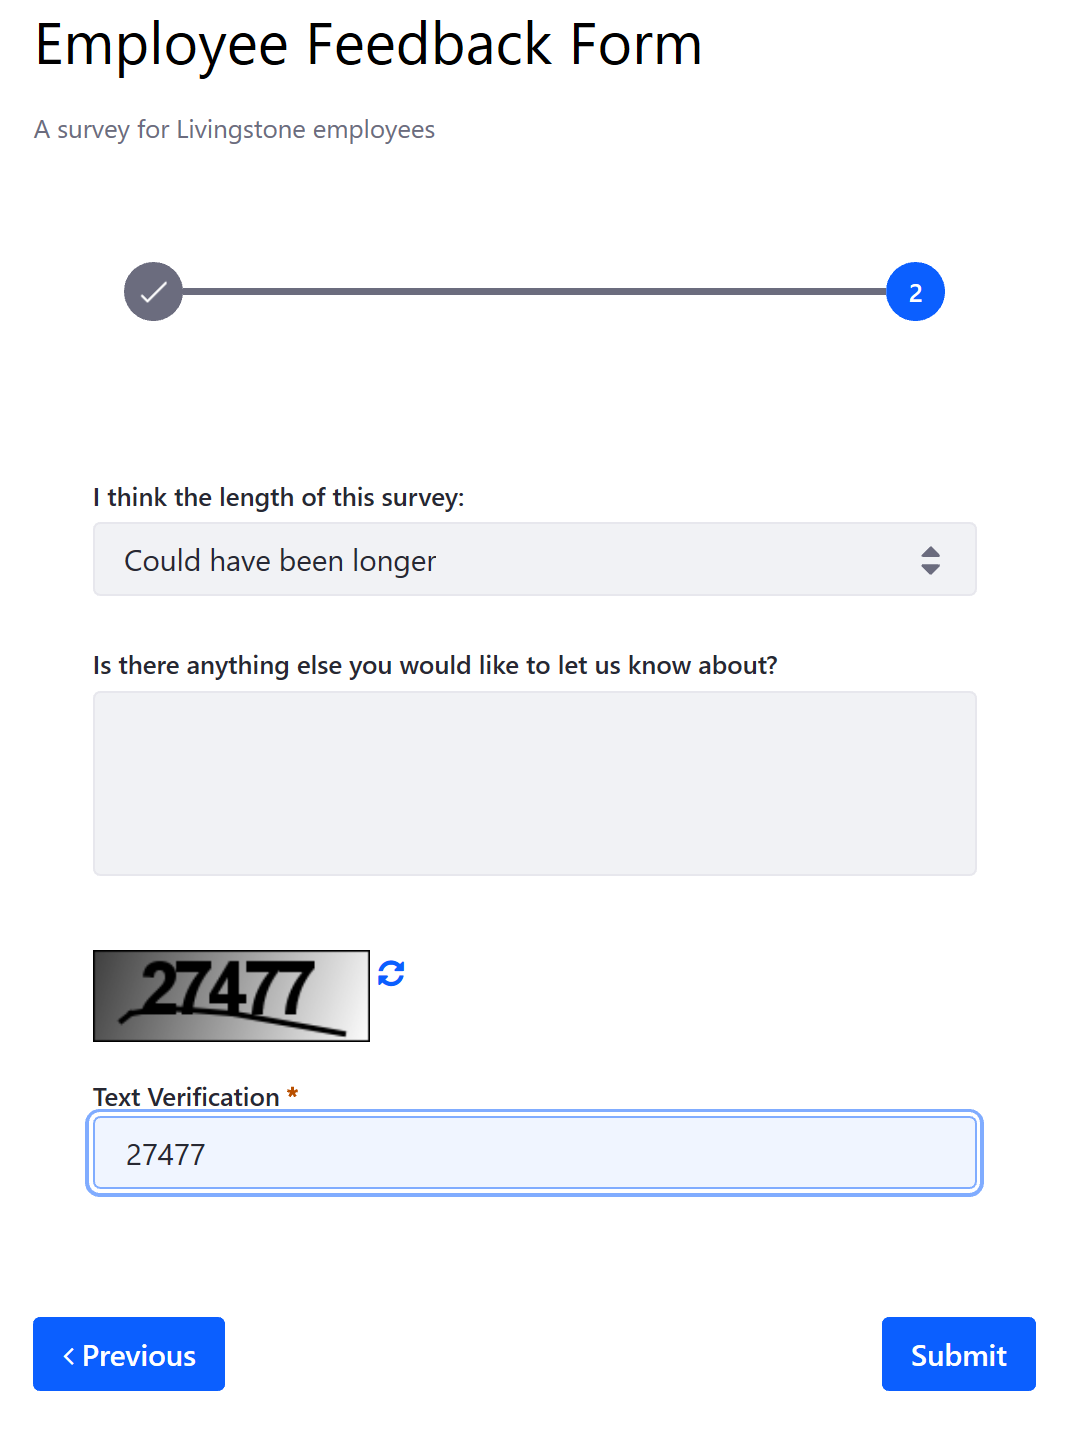 Employee Feedback Form
A survey for Livingstone employees
2
I think the length of this survey:
Could have been longer
Is there anything else you would like to let us know about?
27477
Text Verification *
27477
Previous
Submit